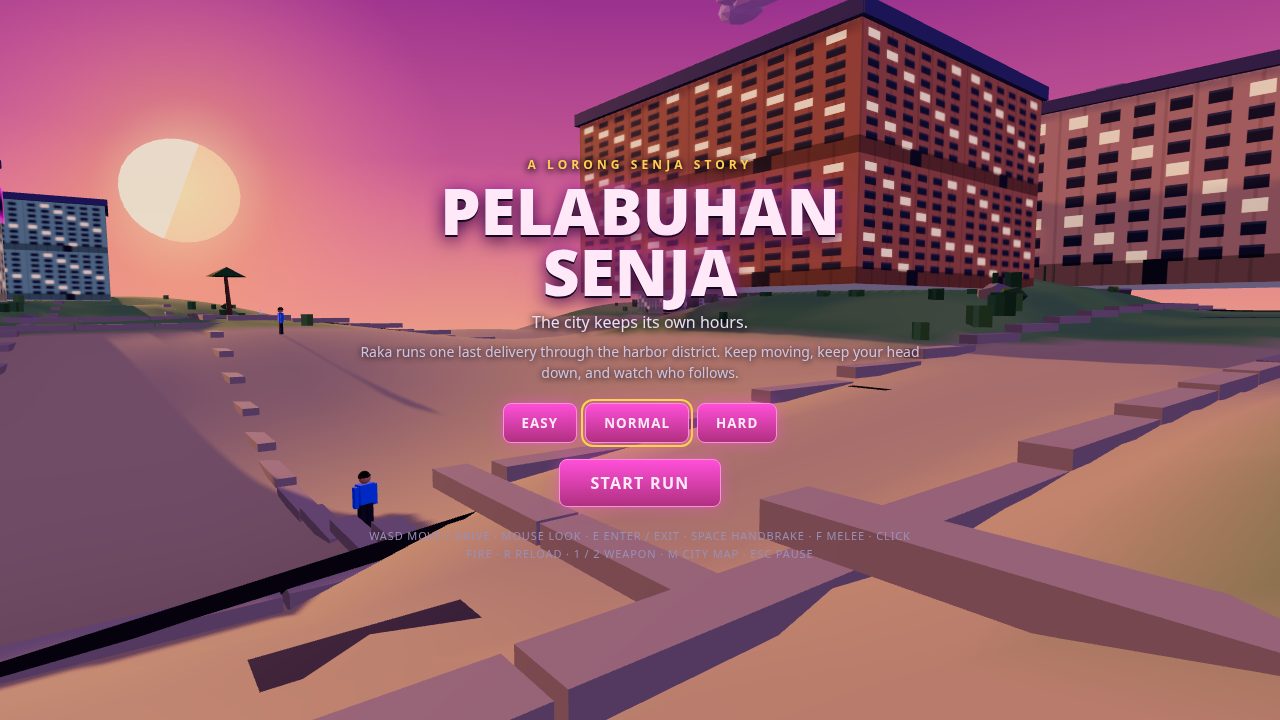 A LORONG SENJA STORY
PELABUHAN
SENJA
The city keeps its own hours.
Raka runs one last delivery through the harbor district. Keep moving, keep your head
down, and watch who follows.
EASY
NORMAL
HARD
START RUN
WASD MOVE / DRIVE · MOUSE LOOK · E ENTER / EXIT · SPACE HANDBRAKE · F MELEE · CLICK
FIRE · R RELOAD · 1 / 2 WEAPON · M CITY MAP · ESC PAUSE